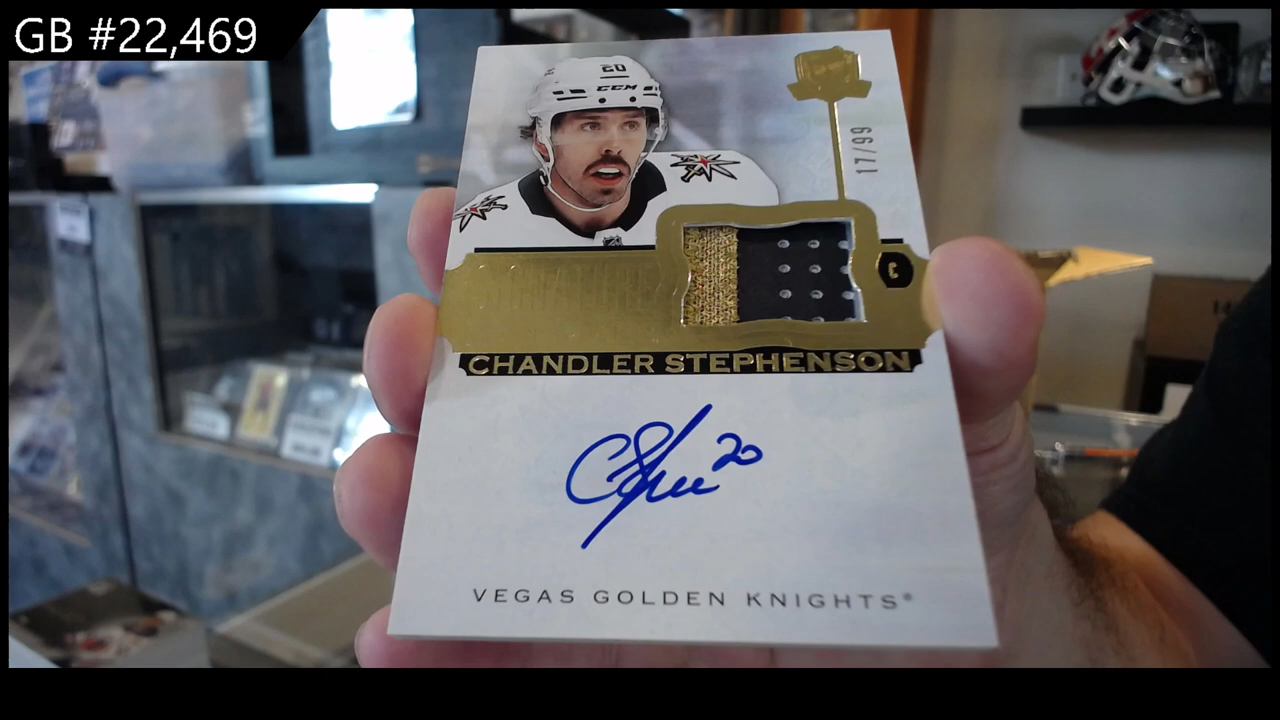 GB #22,469
20
CCM
17/99
C
CHANDLER STEPHENSON
20
VEGAS GOLDEN KNIGHTS®